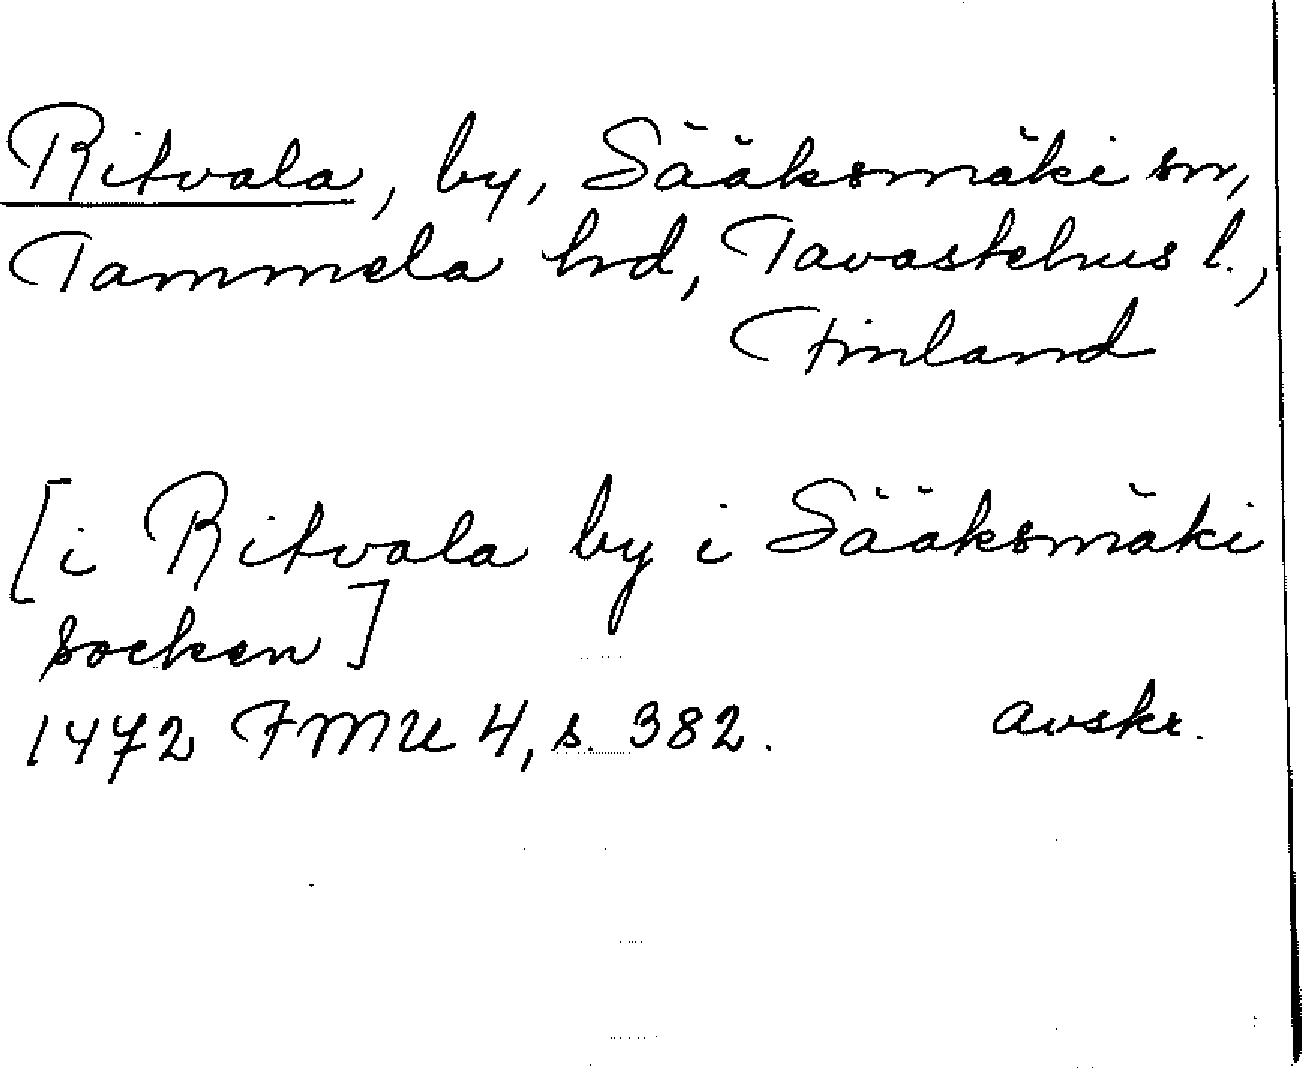 Ritvala, by, Sääksmäki sn,
Tammela hd, Tavastehus l.,
Finland
[i Ritvala by i Sääksmäki
socken]
1472 FMU 4, s. 382. avskr.